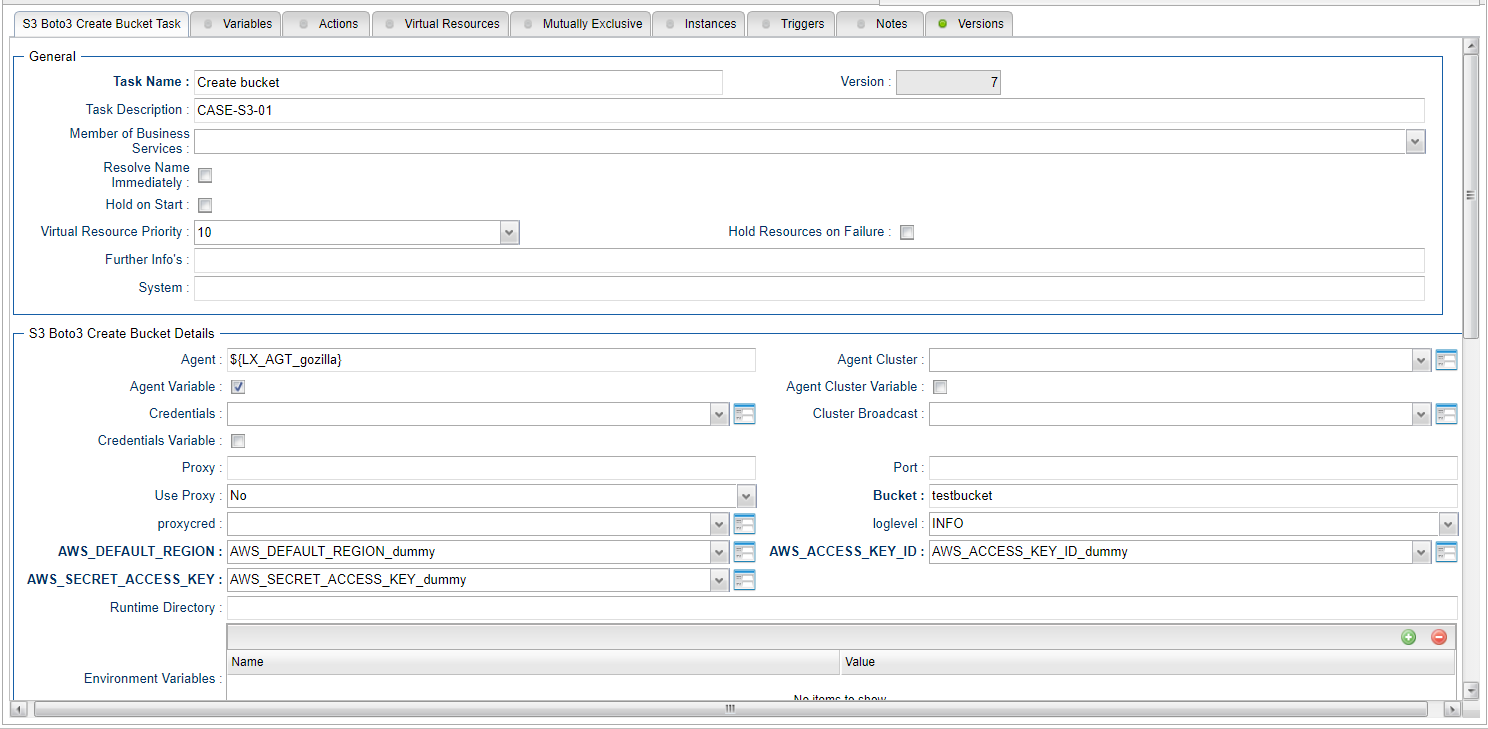 S3 Boto3 Create Bucket Task Variables Actions Virtual Resources Mutually Exclusive Instances Triggers Notes Versions
General
Task Name : Create bucket Version : 7
Task Description : CASE-S3-01
Member of Business
Services :
Resolve Name
Immediately :
Hold on Start :
Virtual Resource Priority : 10 Hold Resources on Failure :
Further Info's :
System :
S3 Boto3 Create Bucket Details
Agent : ${LX_AGT_gozilla} Agent Cluster :
Agent Variable : Agent Cluster Variable :
Credentials : Cluster Broadcast :
Credentials Variable :
Proxy : Port :
Use Proxy : No Bucket : testbucket
proxycred : loglevel : INFO
AWS_DEFAULT_REGION : AWS_DEFAULT_REGION_dummy AWS_ACCESS_KEY_ID : AWS_ACCESS_KEY_ID_dummy
AWS_SECRET_ACCESS_KEY : AWS_SECRET_ACCESS_KEY_dummy
Runtime Directory :
Name Value
Environment Variables :
No items to show